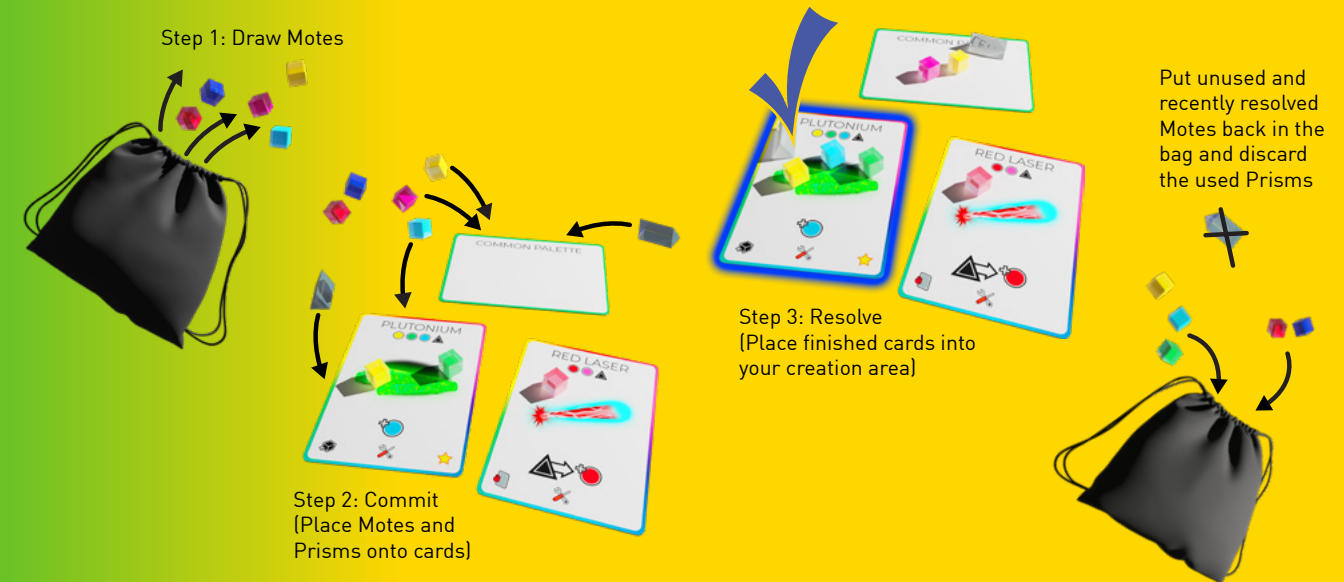 Step 1: Draw Motes
COMMON PALETTE
PLUTONIUM
RED LASER
Step 2: Commit
(Place Motes and
Prisms onto cards)
COMMON
PLUTONIUM
RED LASER
Step 3: Resolve
(Place finished cards into
your creation area)
Put unused and
recently resolved
Motes back in the
bag and discard
the used Prisms